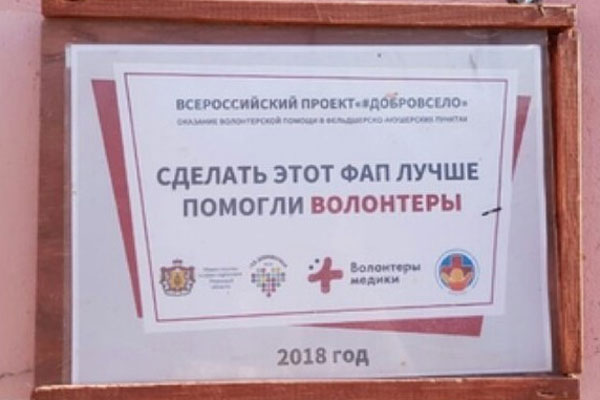 ВСЕРОССИЙСКИЙ ПРОЕКТ«#ДОБРОВСЕЛО»
ОКАЗАНИЕ ВОЛОНТЕРСКОЙ ПОМОЩИ В ФЕЛЬДШЕРСКО-АКУШЕРСКИХ ПУНКТАХ
СДЕЛАТЬ ЭТОТ ФАП ЛУЧШЕ
ПОМОГЛИ ВОЛОНТЕРЫ
Волонтеры
медики
2018 год